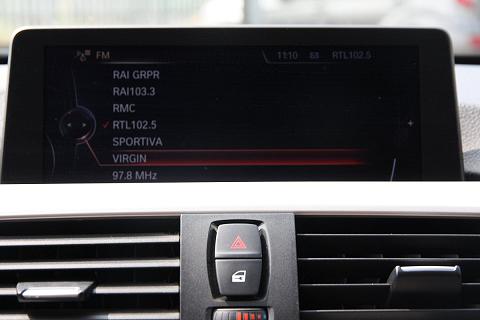 FM 11:10 RTL102.5
RAI GRPR
RAI103.3
RMC
RTL102.5
SPORTIVA
VIRGIN
97.8 MHz